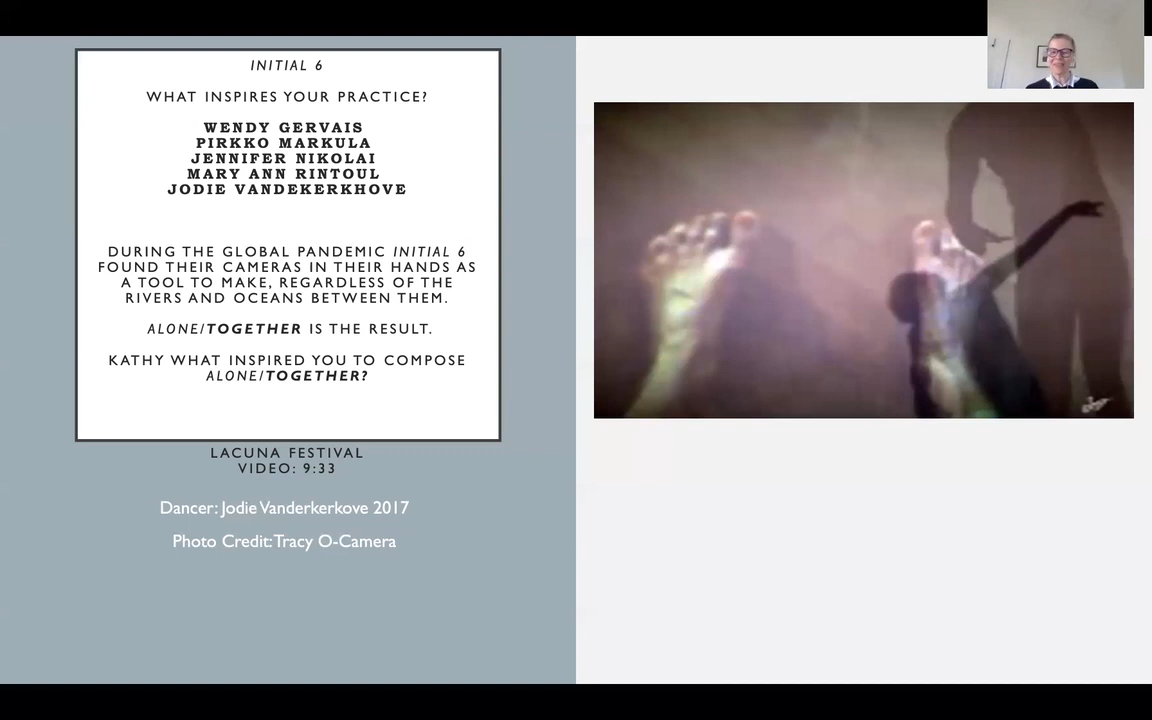 INITIAL 6
WHAT INSPIRES YOUR PRACTICE?
WENDY GERVAIS
PIRKKO MARKULA
JENNIFER NIKOLAI
MARY ANN RINTOUL
JODIE VANDEKERKHOVE
DURING THE GLOBAL PANDEMIC INITIAL 6
FOUND THEIR CAMERAS IN THEIR HANDS AS
A TOOL TO MAKE, REGARDLESS OF THE
RIVERS AND OCEANS BETWEEN THEM.
ALONE/TOGETHER IS THE RESULT.
KATHY WHAT INSPIRED YOU TO COMPOSE
ALONE/TOGETHER?
LACUNA FESTIVAL
VIDEO: 9:33
Dancer: Jodie Vanderkerkove 2017
Photo Credit: Tracy O-Camera